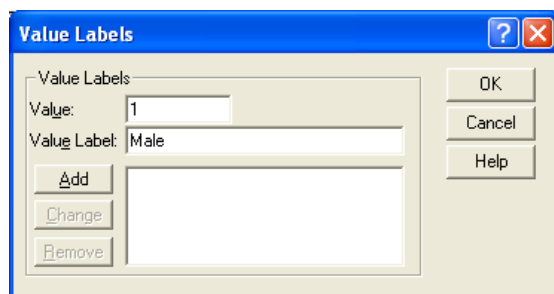 Value Labels
Value Labels
OK
Value: 1
Cancel
Value Label: Male
Help
Add
Change
Remove